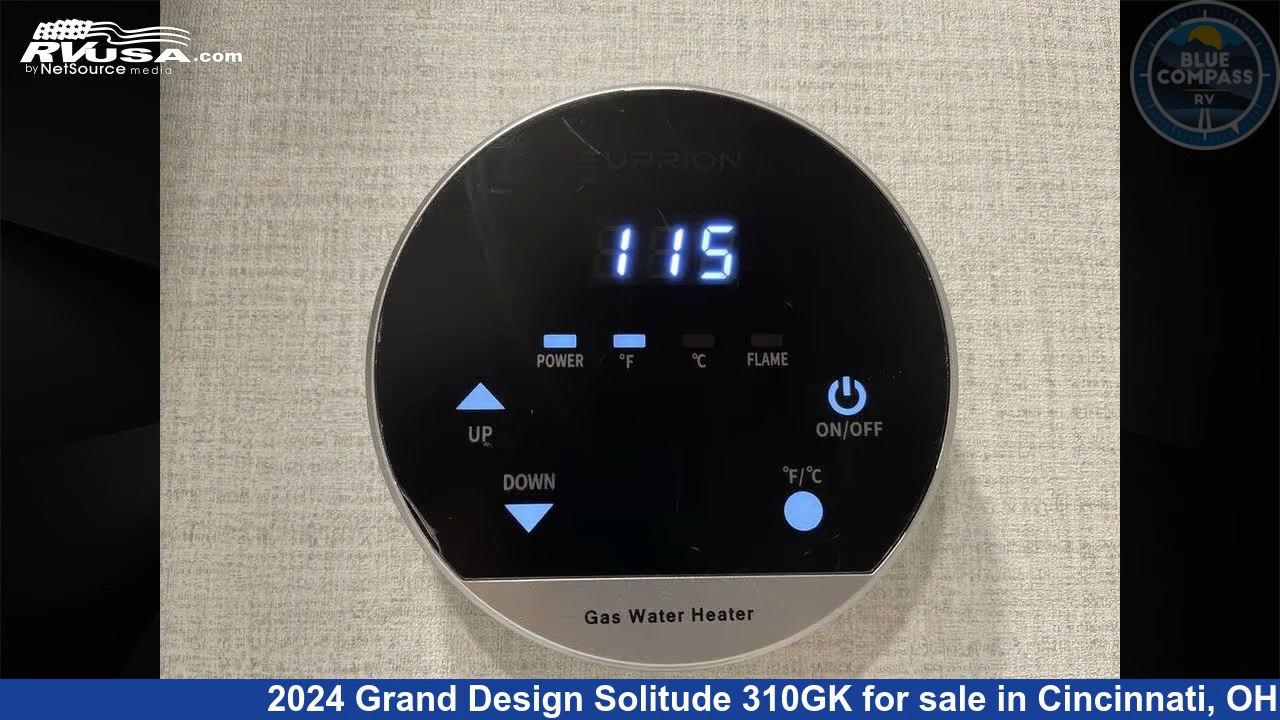 RVUSA.com
by NetSource media
BLUE
COMPASS
RV
115
POWER °F °C FLAME
UP
ON/OFF
DOWN
°F/°C
Gas Water Heater
2024 Grand Design Solitude 310GK for sale in Cincinnati, OH